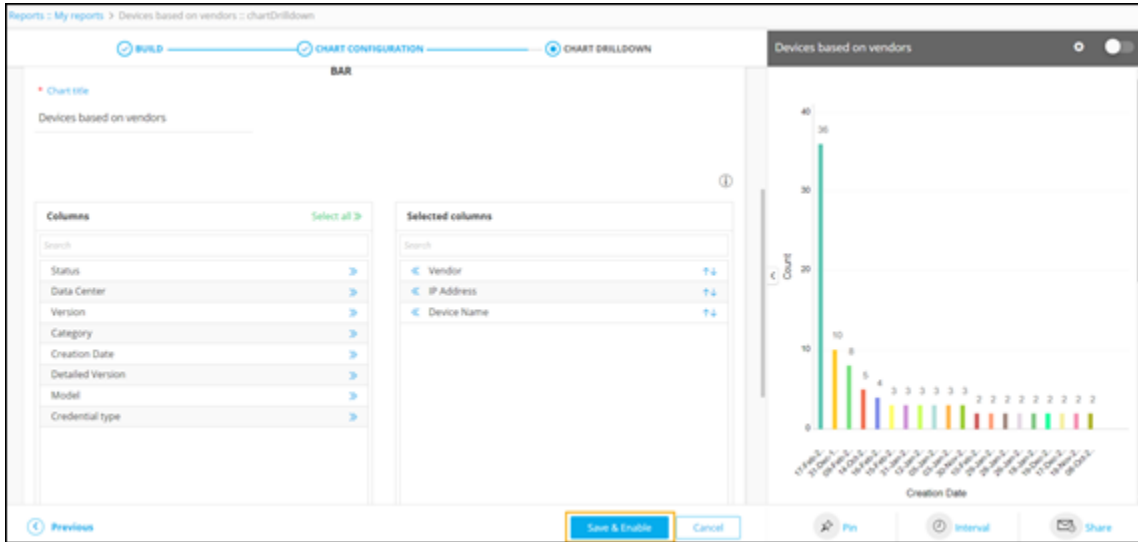 Reports :: My reports > Devices based on vendors :: chartDrilldown
BUILD
CHART CONFIGURATION
CHART DRILLDOWN
BAR
* Chart title
Devices based on vendors
Columns
Select all
Search
Status
Data Center
Version
Category
Creation Date
Detailed Version
Model
Credential type
Selected columns
Search
Vendor
IP Address
Device Name
Previous
Save & Enable
Cancel
Devices based on vendors
Count
40
30
20
10
0
36
10
8
5
4
3 3 3 3 3 3
2 2 2 2 2 2 2 2 2
Creation Date
Pin
Interval
Share